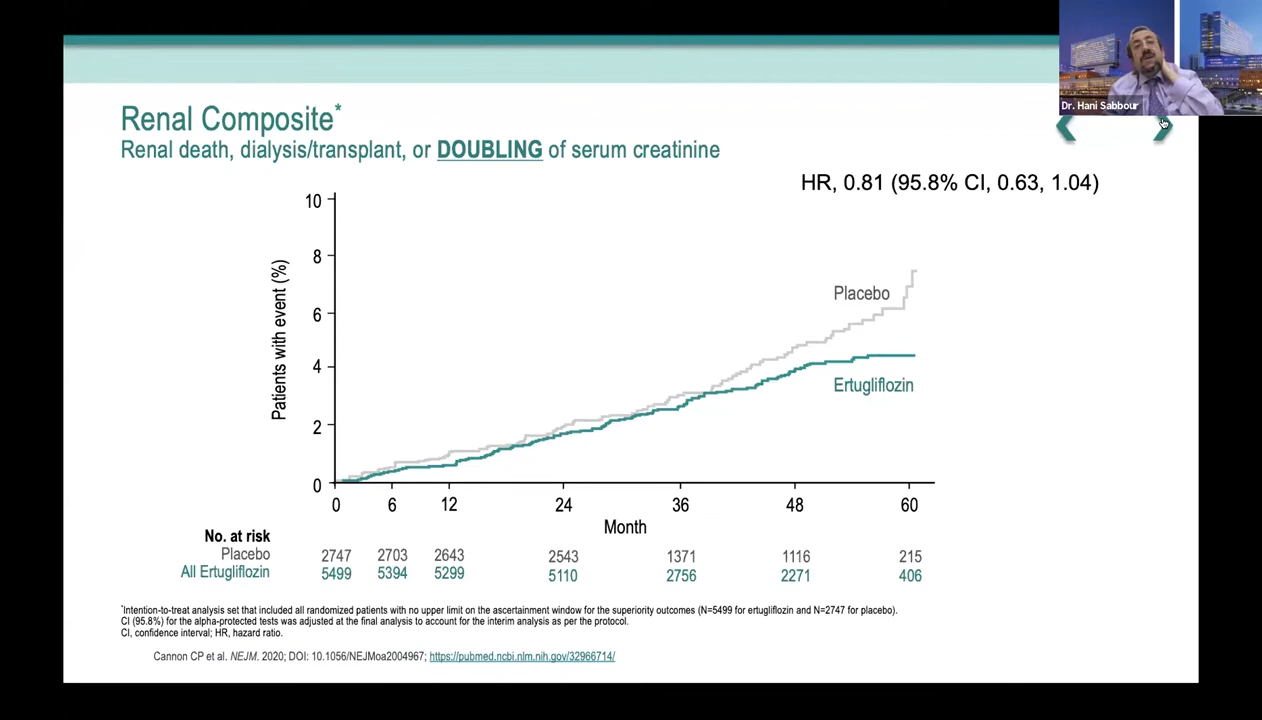 Dr. Hani Sabbour
Renal Composite*
Renal death, dialysis/transplant, or DOUBLING of serum creatinine
HR, 0.81 (95.8% CI, 0.63, 1.04)
Patients with event (%)
10
8
6
4
2
0
Placebo
Ertugliflozin
0 6 12 24 36 48 60
Month
No. at risk
Placebo 2747 2703 2643 2543 1371 1116 215
All Ertugliflozin 5499 5394 5299 5110 2756 2271 406
*Intention-to-treat analysis set that included all randomized patients with no upper limit on the ascertainment window for the superiority outcomes (N=5499 for ertugliflozin and N=2747 for placebo).
CI (95.8%) for the alpha-protected tests was adjusted at the final analysis to account for the interim analysis as per the protocol.
CI, confidence interval; HR, hazard ratio.
Cannon CP et al. NEJM. 2020; DOI: 10.1056/NEJMoa2004967; https://pubmed.ncbi.nlm.nih.gov/32966714/